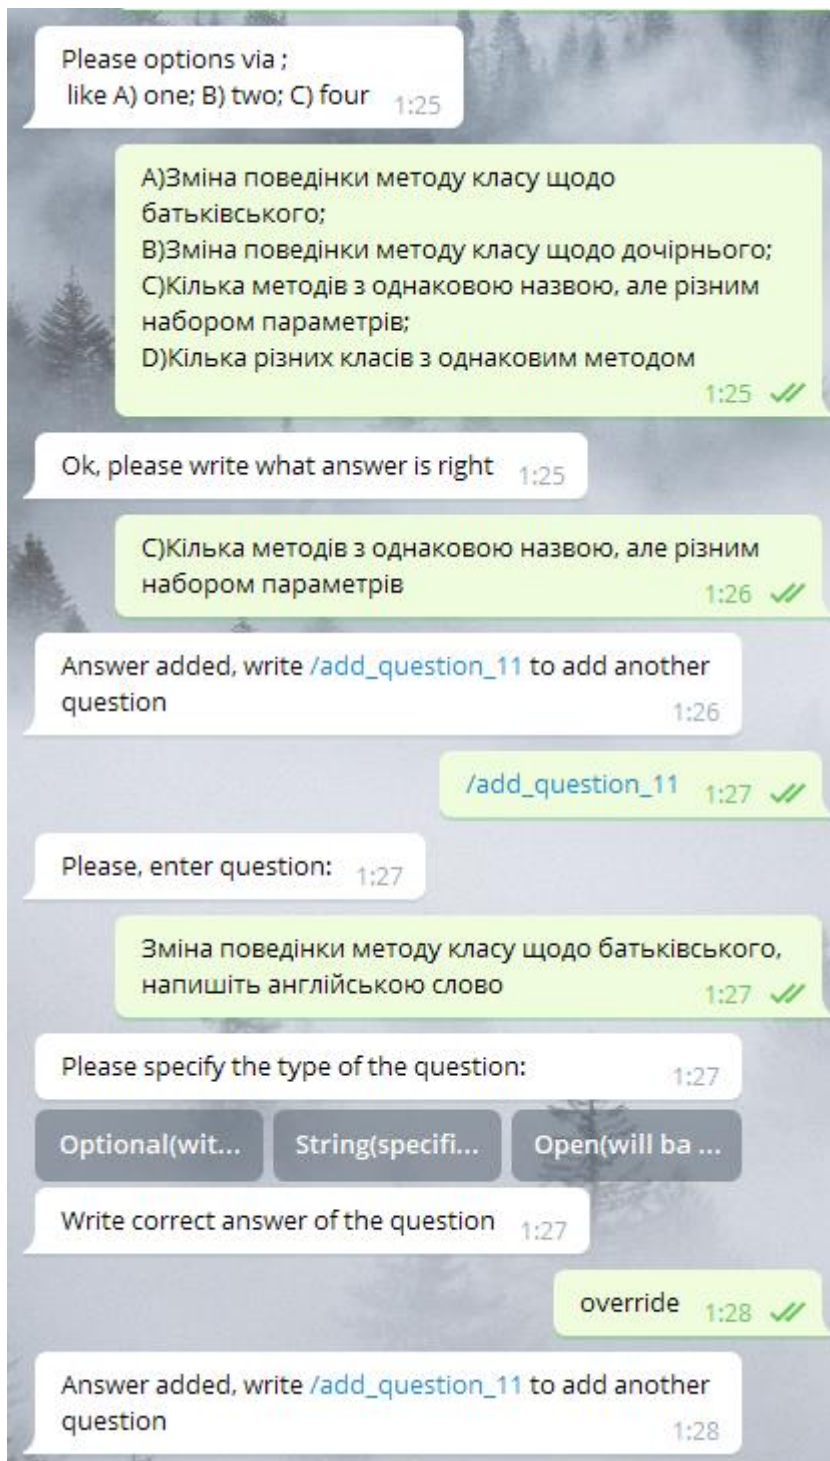 Please options via ;
like A) one; B) two; C) four 1:25
A)Зміна поведінки методу класу щодо
батьківського;
B)Зміна поведінки методу класу щодо дочірнього;
C)Кілька методів з однаковою назвою, але різним
набором параметрів;
D)Кілька різних класів з однаковим методом
1:25
Ok, please write what answer is right 1:25
C)Кілька методів з однаковою назвою, але різним
набором параметрів 1:26
Answer added, write /add_question_11 to add another
question 1:26
/add_question_11 1:27
Please, enter question: 1:27
Зміна поведінки методу класу щодо батьківського,
напишіть англійською слово 1:27
Please specify the type of the question: 1:27
Optional(wit... String(specifi... Open(will ba ...
Write correct answer of the question 1:27
override 1:28
Answer added, write /add_question_11 to add another
question 1:28